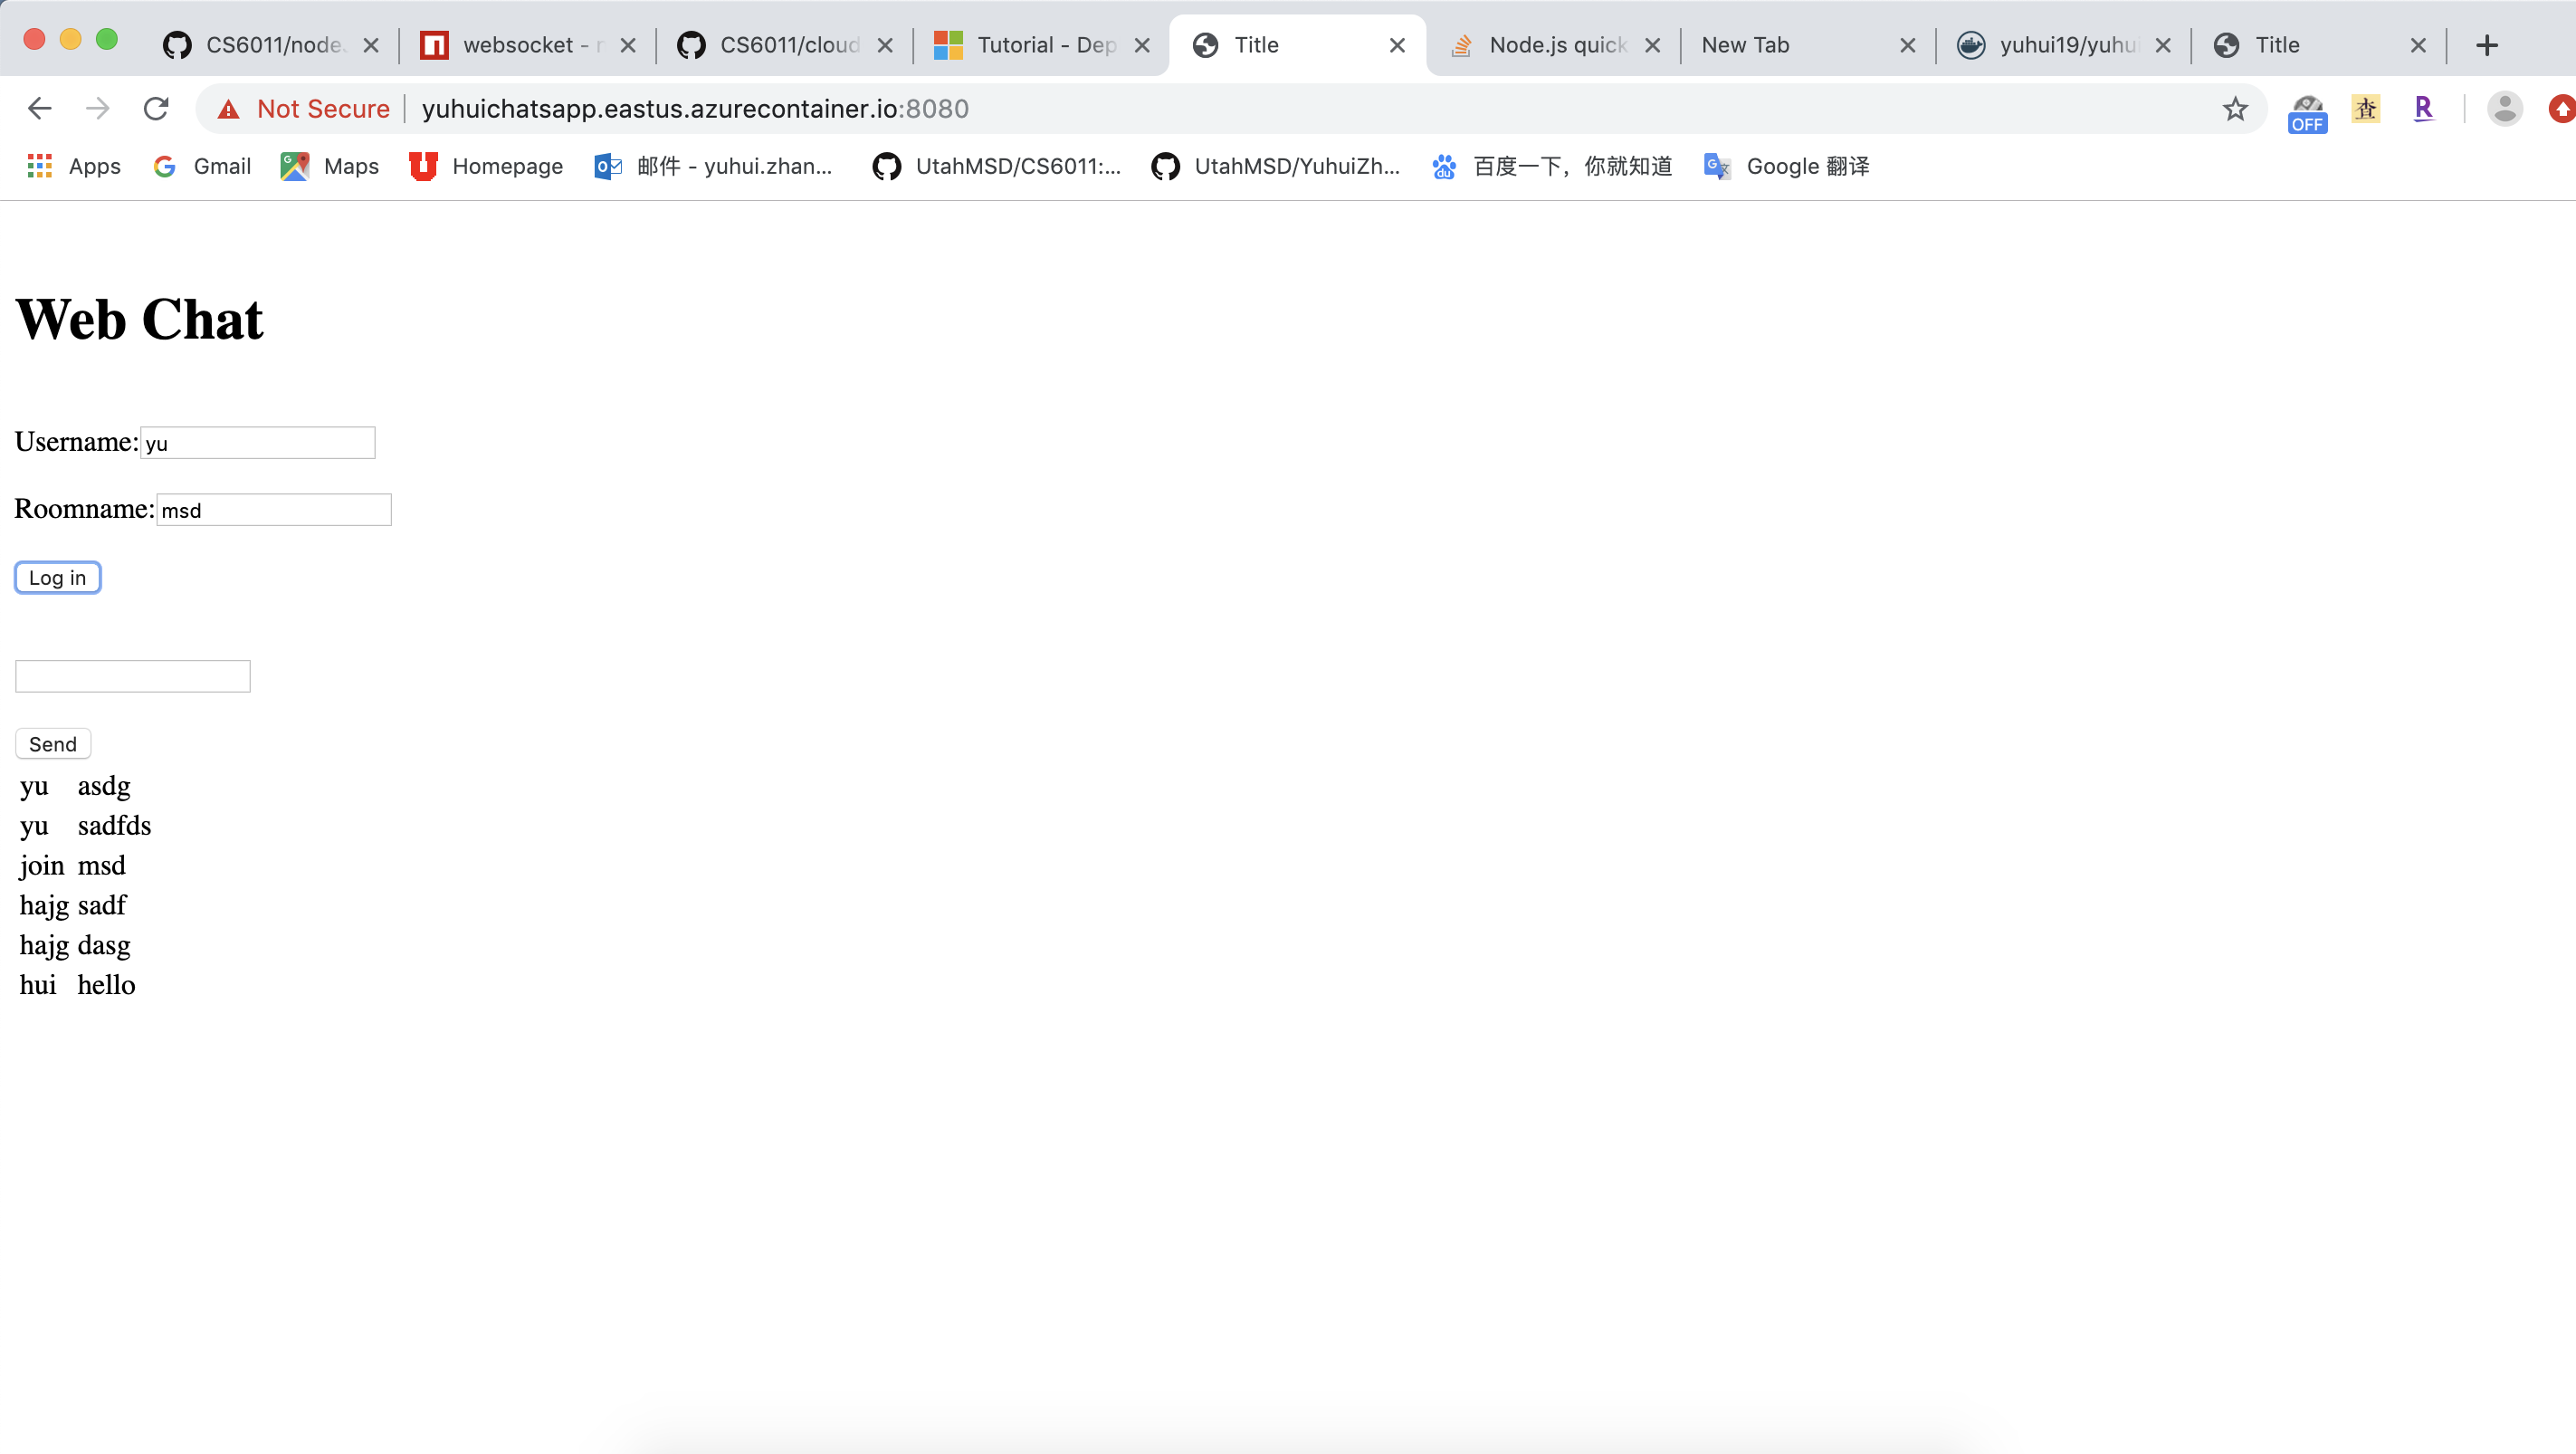 CS6011/node. websocket - r CS6011/cloud Tutorial - Dep Title Node.js quick New Tab yuhui19/yuhui Title
Not Secure yuhuichatsapp.eastus.azurecontainer.io:8080 OFF 查 R
Apps Gmail Maps Homepage 邮件 - yuhui.zhan... UtahMSD/CS6011:... UtahMSD/YuhuiZh... 百度一下，你就知道 Google 翻译
Web Chat
Username: yu
Roomname: msd
Log in
Send
yu asdg
yu sadfds
join msd
hajg sadf
hajg dasg
hui hello